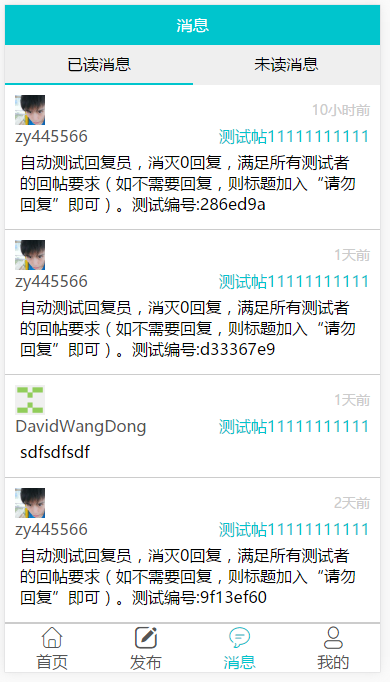 消息
已读消息 未读消息
10小时前
zy445566 测试帖11111111111
自动测试回复员，消灭0回复，满足所有测试者
的回帖要求（如不需要回复，则标题加入“请勿
回复”即可）。测试编号:286ed9a
1天前
zy445566 测试帖11111111111
自动测试回复员，消灭0回复，满足所有测试者
的回帖要求（如不需要回复，则标题加入“请勿
回复”即可）。测试编号:d33367e9
1天前
DavidWangDong 测试帖11111111111
sdfsdfsdf
2天前
zy445566 测试帖11111111111
自动测试回复员，消灭0回复，满足所有测试者
的回帖要求（如不需要回复，则标题加入“请勿
回复”即可）。测试编号:9f13ef60
首页 发布 消息 我的